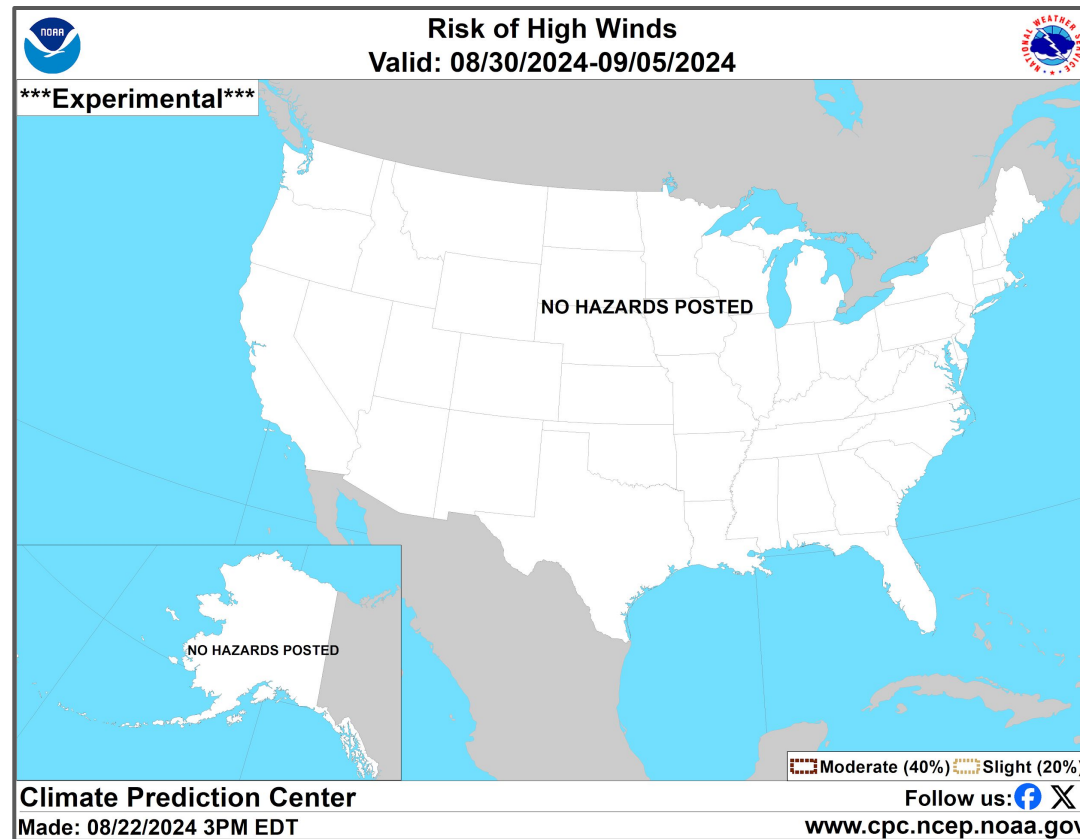 NOAA
Risk of High Winds
Valid: 08/30/2024-09/05/2024
NATIONAL WEATHER SERVICE
***Experimental***
NO HAZARDS POSTED
NO HAZARDS POSTED
Moderate (40%) Slight (20%)
Climate Prediction Center
Follow us:
Made: 08/22/2024 3PM EDT
www.cpc.ncep.noaa.gov